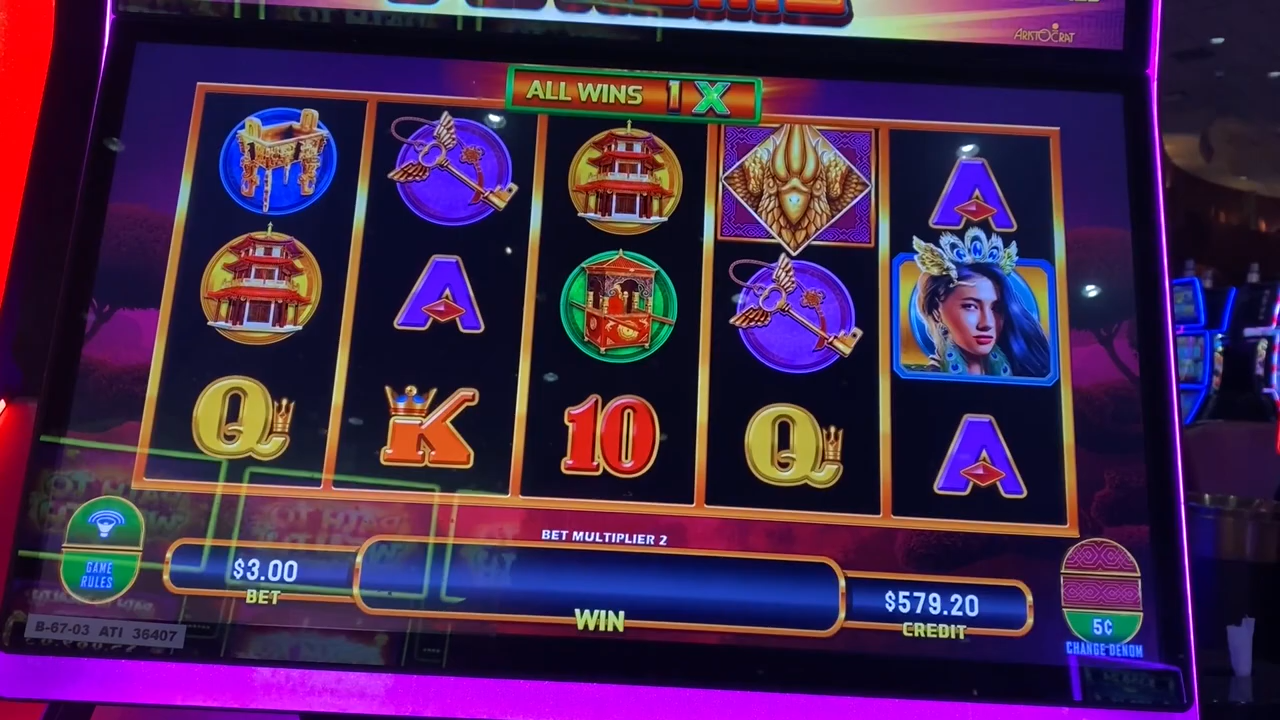 ARISTOCRAT
ALL WINS 1X
A
A
Q
K
10
Q
A
BET MULTIPLIER 2
GAME
RULES
$3.00
BET
WIN
$579.20
CREDIT
5¢
CHANGE DENOM
B-67-03 ATI 36407